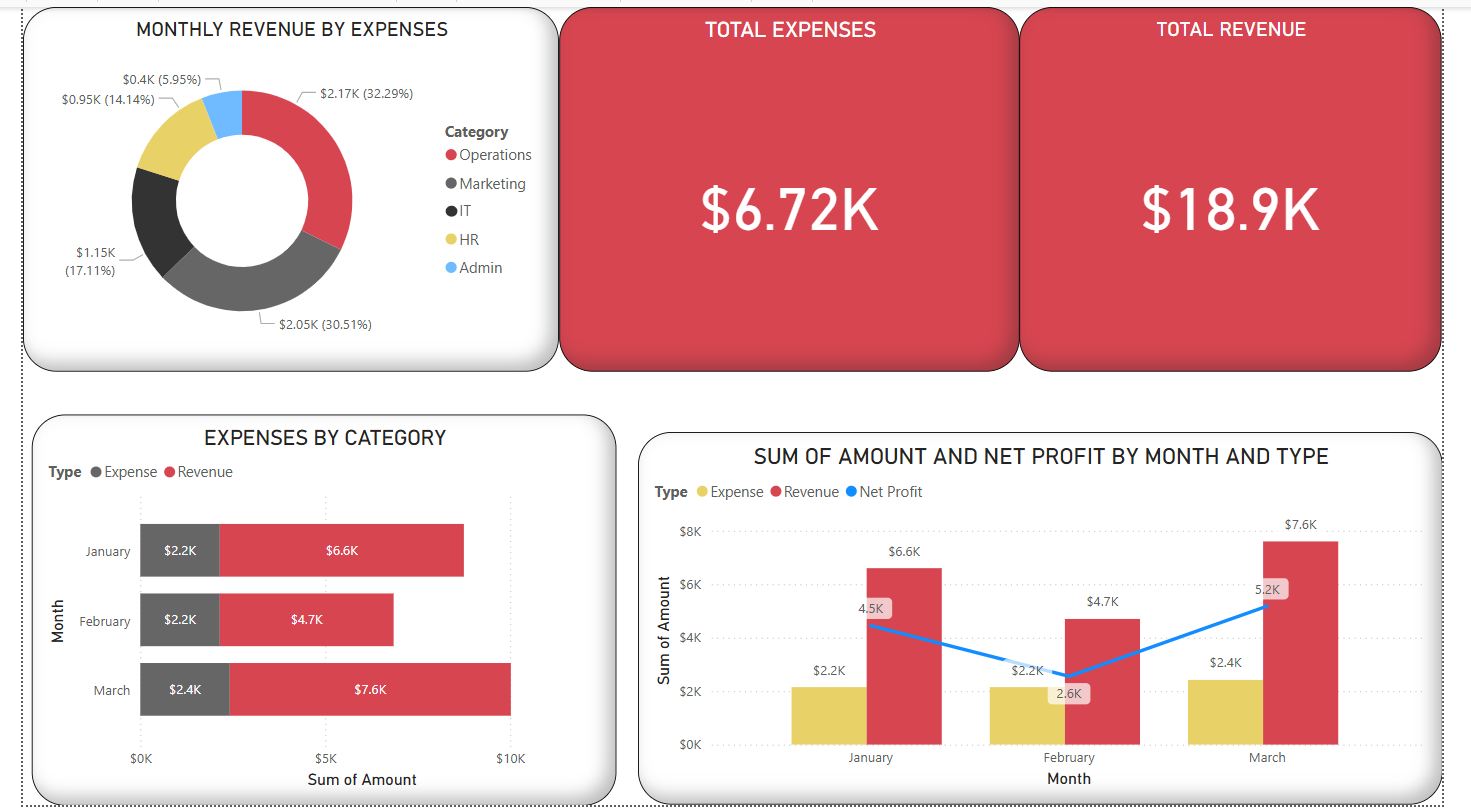 MONTHLY REVENUE BY EXPENSES
$0.4K (5.95%)
$0.95K (14.14%)
$2.17K (32.29%)
$1.15K
(17.11%)
$2.05K (30.51%)
Category
Operations
Marketing
IT
HR
Admin
TOTAL EXPENSES
$6.72K
TOTAL REVENUE
$18.9K
EXPENSES BY CATEGORY
Type Expense Revenue
Month
January $2.2K $6.6K
February $2.2K $4.7K
March $2.4K $7.6K
$0K $5K $10K
Sum of Amount
SUM OF AMOUNT AND NET PROFIT BY MONTH AND TYPE
Type Expense Revenue Net Profit
Sum of Amount
$8K
$6K
$4K
$2K
$0K
$2.2K
4.5K
$6.6K
$2.2K
2.6K
$4.7K
$2.4K
5.2K
$7.6K
January February March
Month